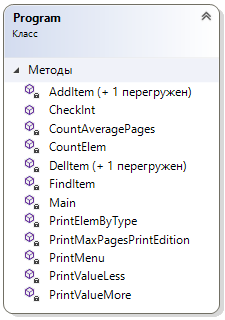 Program
Класс
Методы
AddItem (+ 1 перегружен)
CheckInt
CountAveragePages
CountElem
DelItem (+ 1 перегружен)
FindItem
Main
PrintElemByType
PrintMaxPagesPrintEdition
PrintMenu
PrintValueLess
PrintValueMore